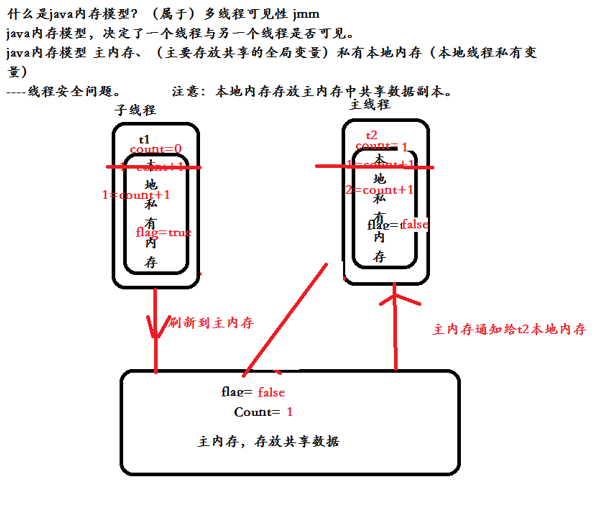 什么是java内存模型？（属于）多线程可见性 jmm
java内存模型，决定了一个线程与另一个线程是否可见。
java内存模型 主内存、（主要存放共享的全局变量）私有本地内存（本地线程私有变
量）
----线程安全问题。 注意：本地内存存放主内存中共享数据副本。
子线程
主线程
t1
count=0
count+1
1=count+1
本地私有内存
flag=true
t2
count= 1
1=count+1
2=count+1
本地私有内存
flag=t
false
刷新到主内存
主内存通知给t2本地内存
flag= false
Count= 1
主内存，存放共享数据